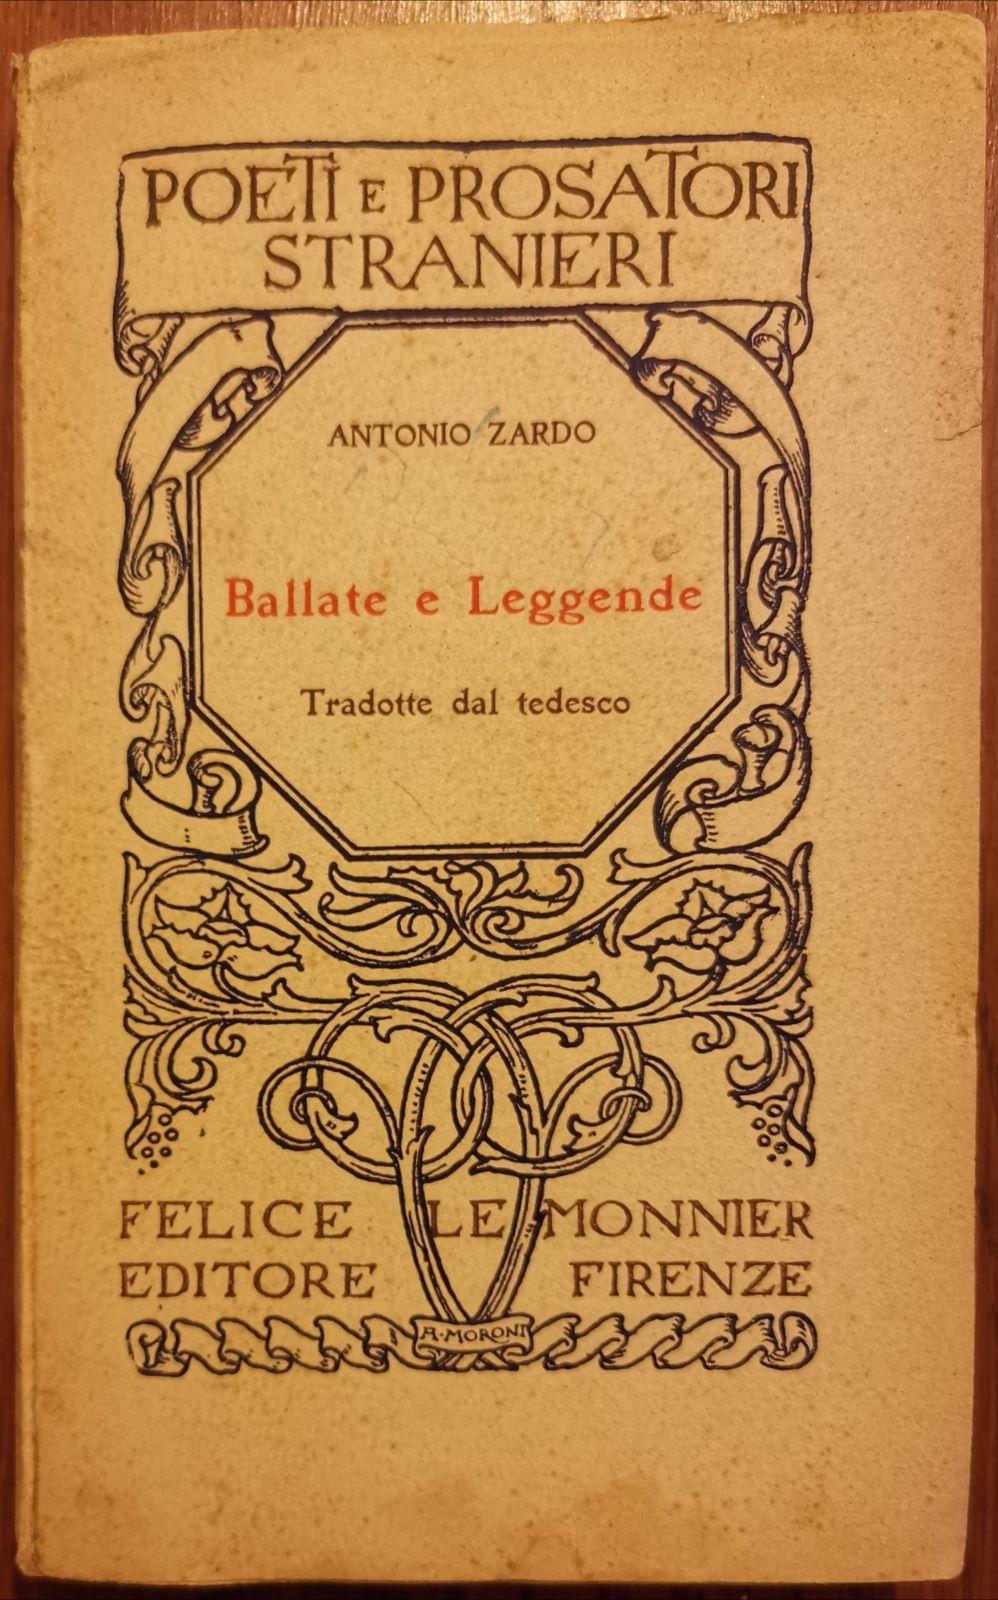 POETI E PROSATORI
STRANIERI
ANTONIO ZARDO
Ballate e Leggende
Tradotte dal tedesco
FELICE LE MONNIER
EDITORE FIRENZE
A·MORONI